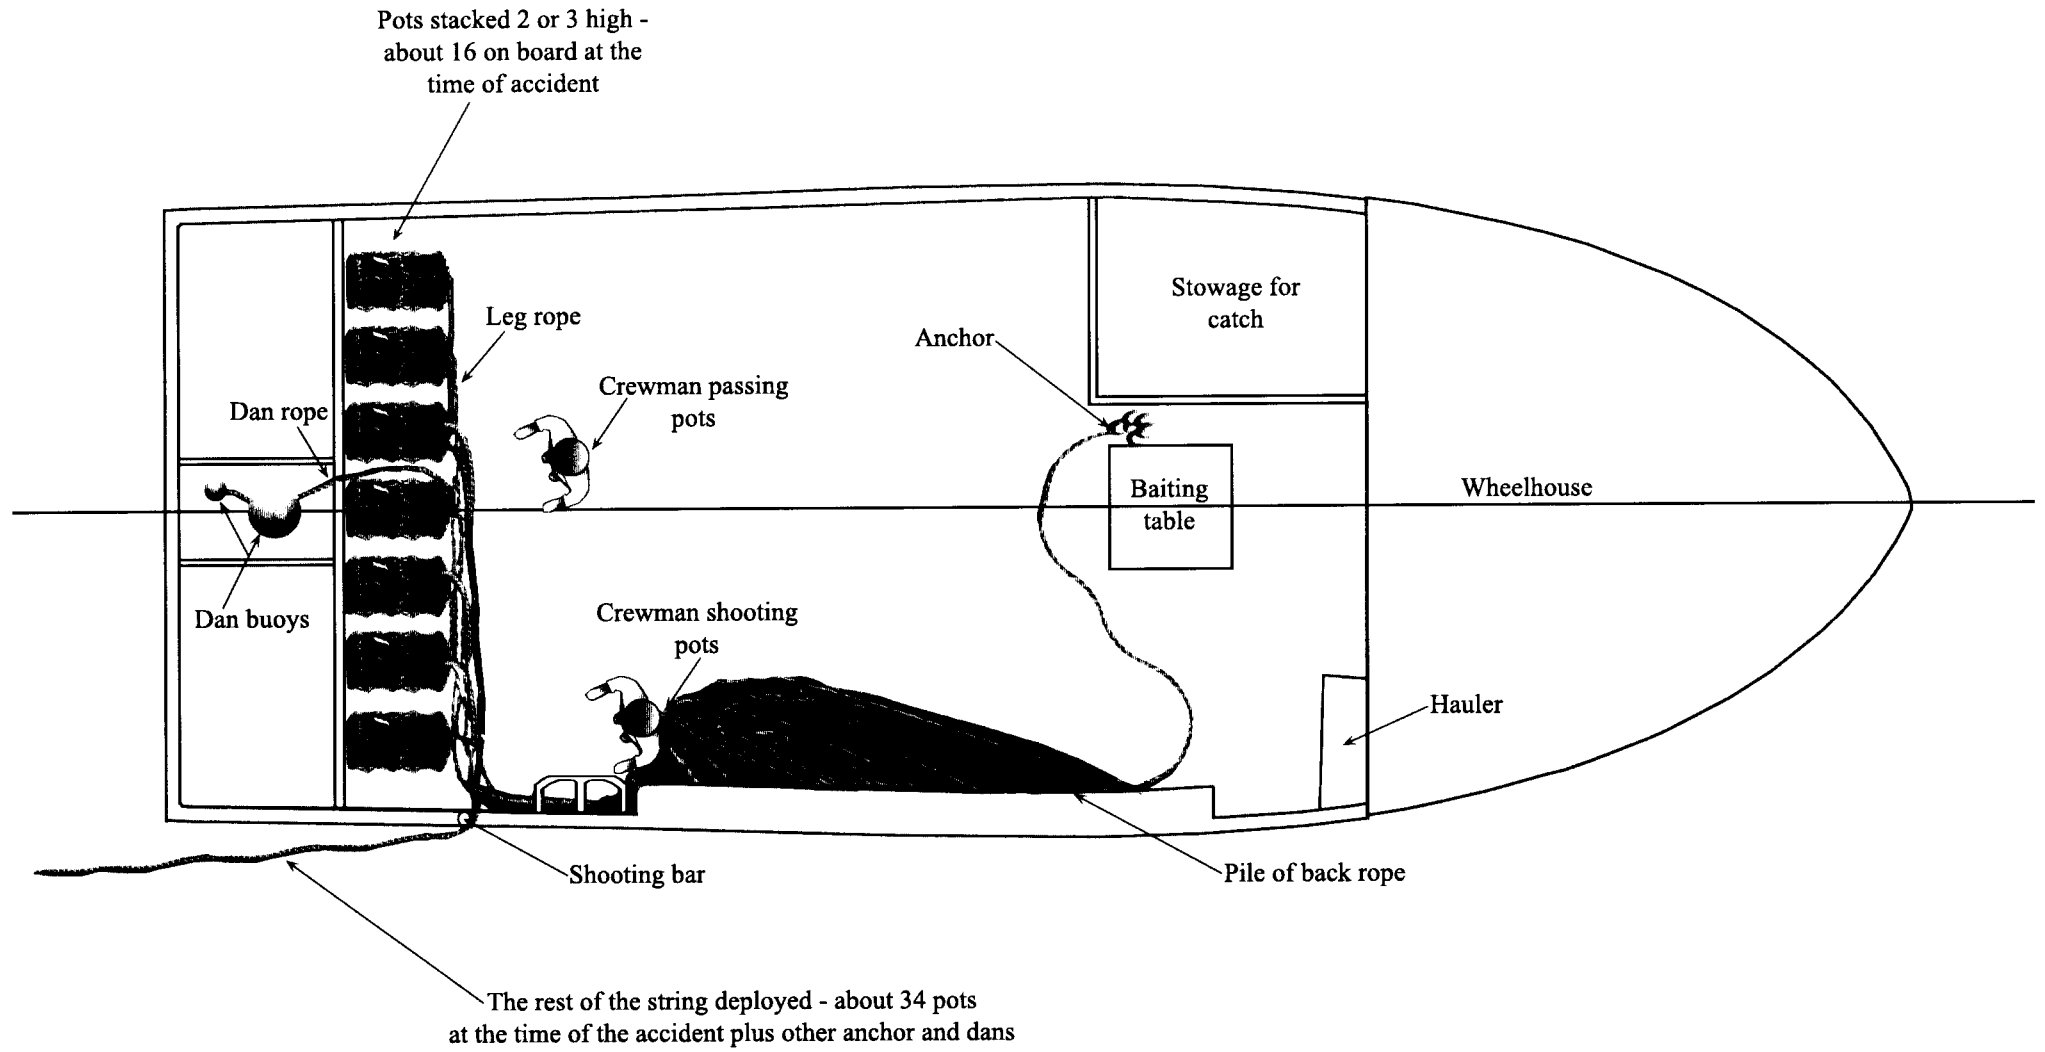 Pots stacked 2 or 3 high -
about 16 on board at the
time of accident
Stowage for
catch
Leg rope
Anchor
Crewman passing
pots
Dan rope
Baiting
table
Wheelhouse
Dan buoys
Crewman shooting
pots
Hauler
Shooting bar
Pile of back rope
The rest of the string deployed - about 34 pots
at the time of the accident plus other anchor and dans